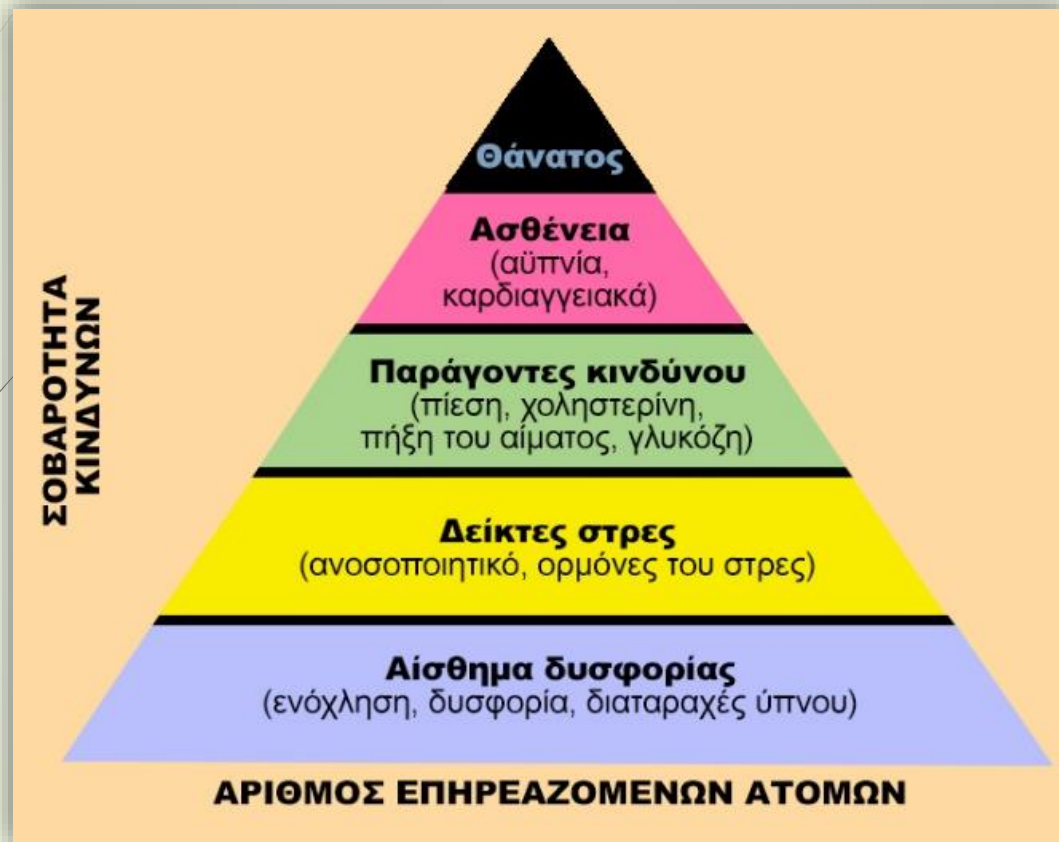 Θάνατος
Ασθένεια
(αϋπνία,
καρδιαγγειακά)
Παράγοντες κινδύνου
(πίεση, χοληστερίνη,
πήξη του αίματος, γλυκόζη)
Δείκτες στρες
(ανοσοποιητικό, ορμόνες του στρες)
Αίσθημα δυσφορίας
(ενόχληση, δυσφορία, διαταραχές ύπνου)
ΣΟΒΑΡΟΤΗΤΑ
ΚΙΝΔΥΝΩΝ
ΑΡΙΘΜΟΣ ΕΠΗΡΕΑΖΟΜΕΝΩΝ ΑΤΟΜΩΝ